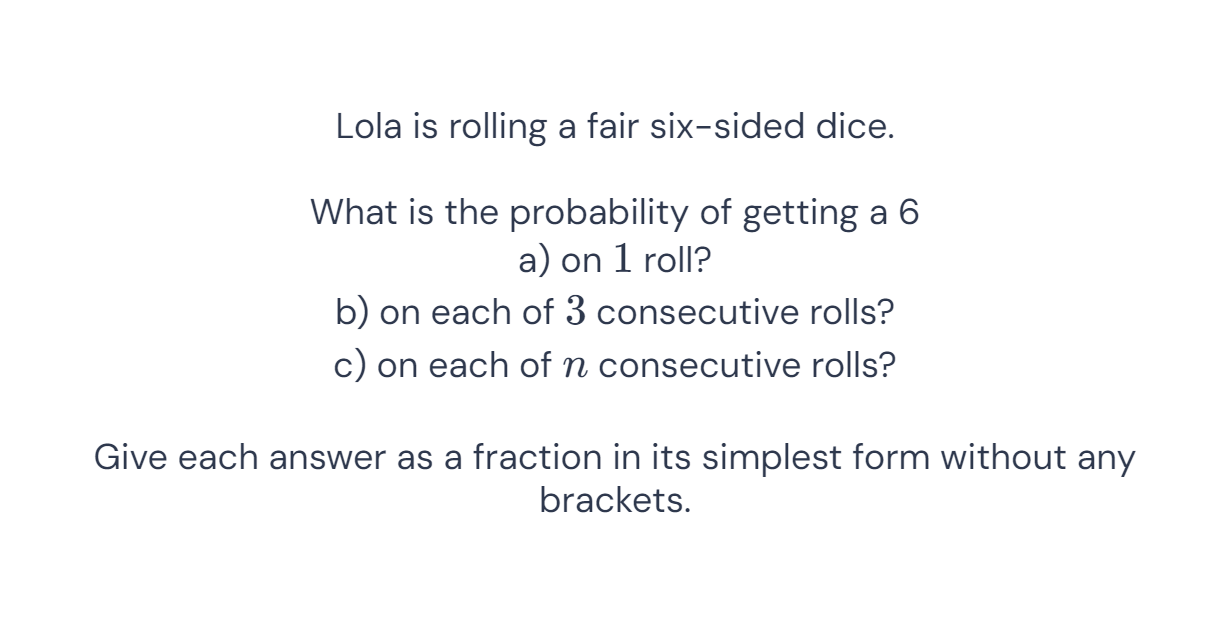 Lola is rolling a fair six-sided dice.
What is the probability of getting a 6
a) on 1 roll?
b) on each of 3 consecutive rolls?
c) on each of n consecutive rolls?
Give each answer as a fraction in its simplest form without any
brackets.